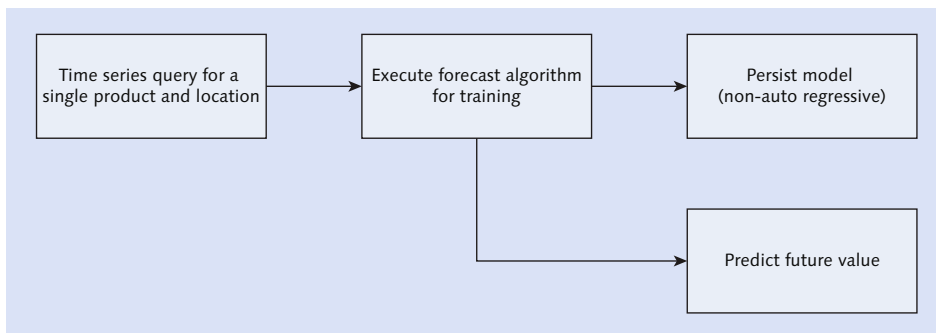 Time series query for a
single product and location
Execute forecast algorithm
for training
Persist model
(non-auto regressive)
Predict future value